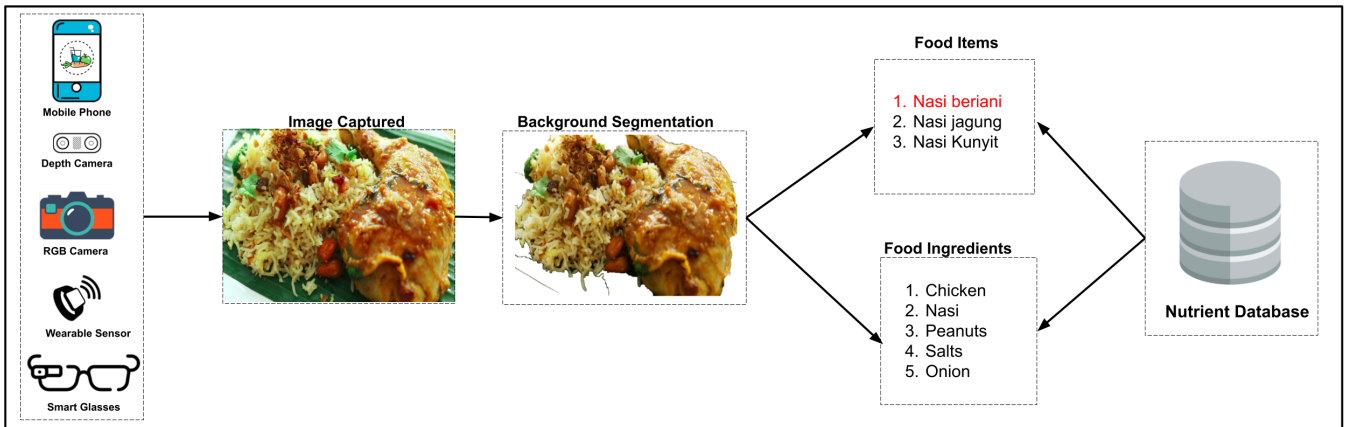 Mobile Phone
Depth Camera
RGB Camera
Wearable Sensor
Smart Glasses
Image Captured
Background Segmentation
Food Items
1. Nasi beriani
2. Nasi jagung
3. Nasi Kunyit
Food Ingredients
1. Chicken
2. Nasi
3. Peanuts
4. Salts
5. Onion
Nutrient Database